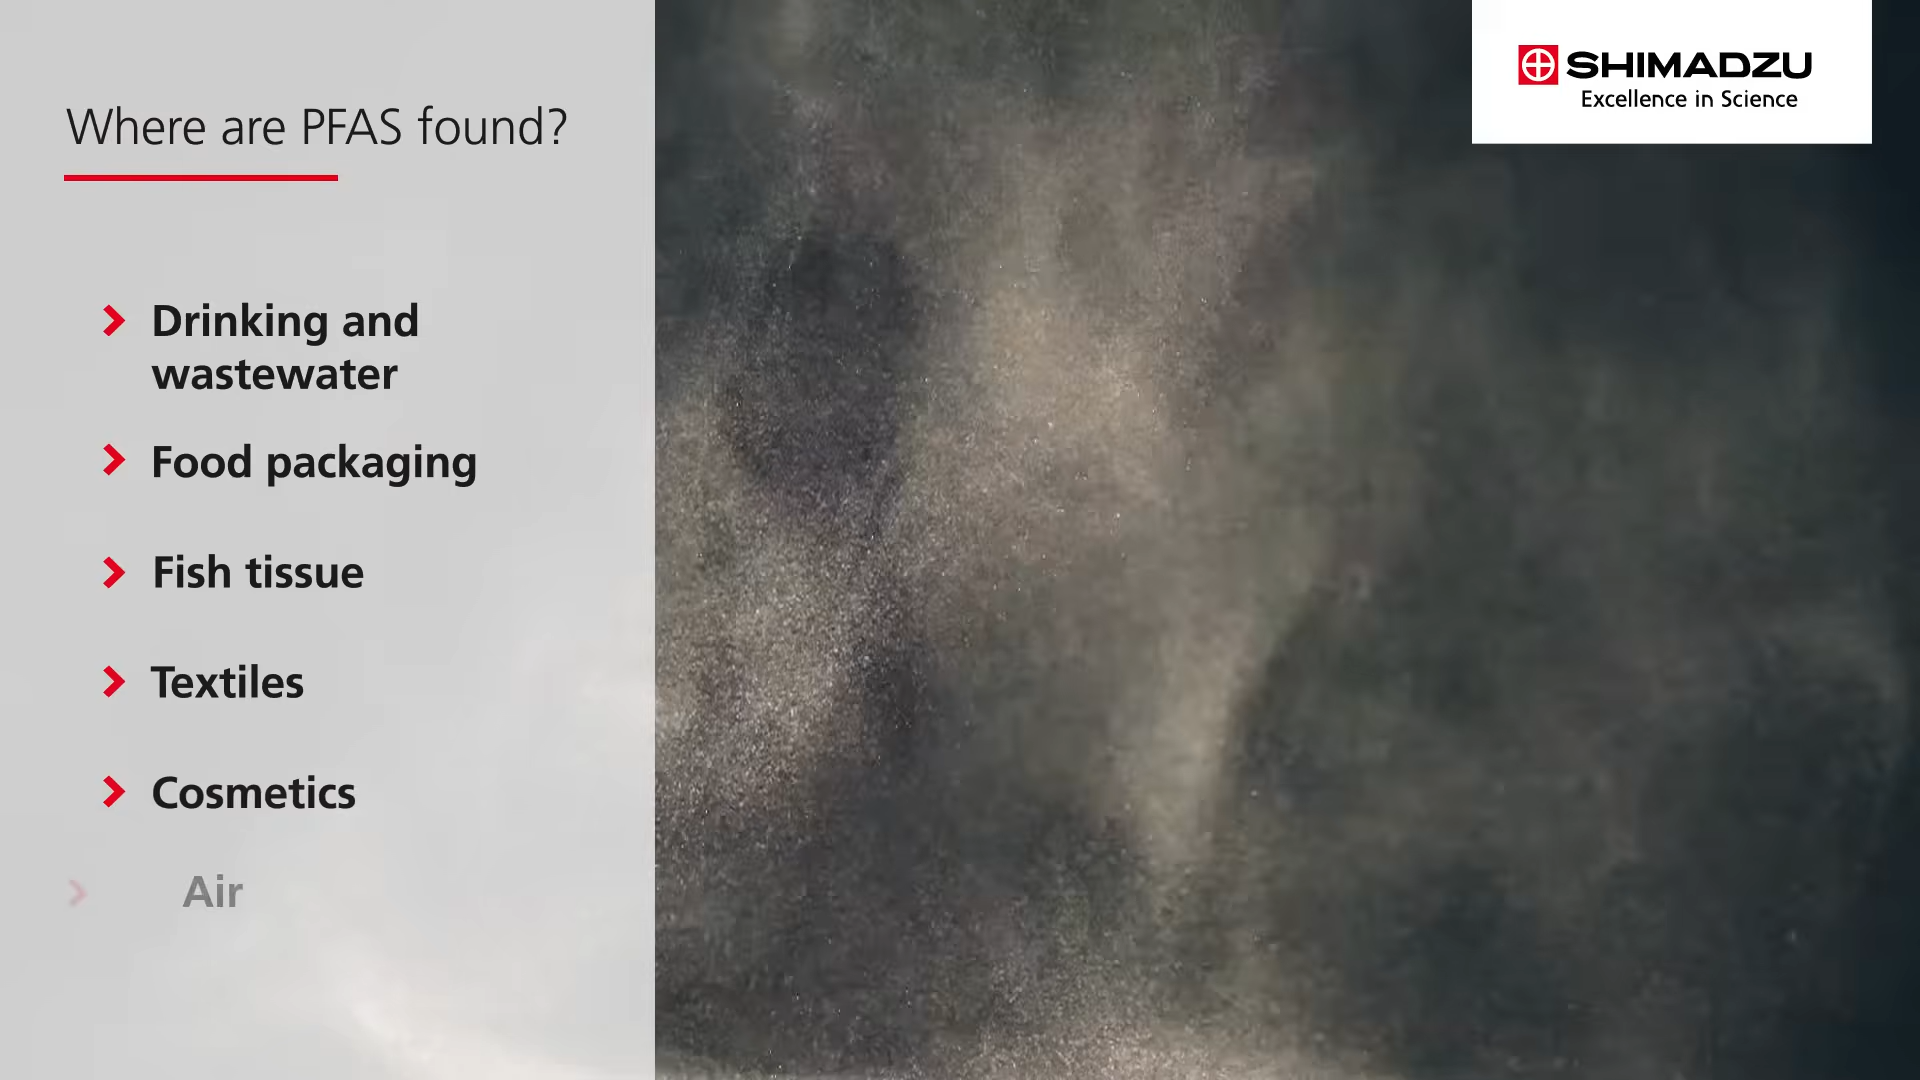 Where are PFAS found?
Drinking and
wastewater
Food packaging
Fish tissue
Textiles
Cosmetics
Air
SHIMADZU
Excellence in Science